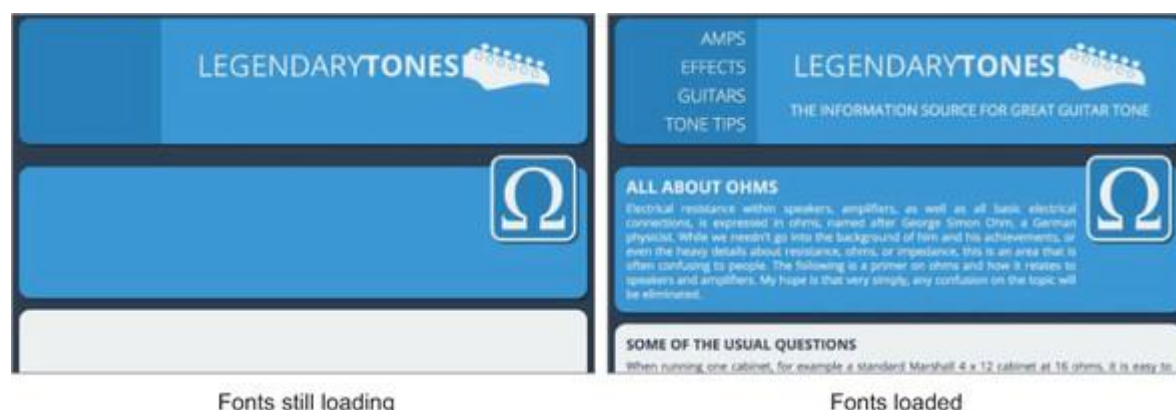 LEGENDARYTONES
Ω
AMPS
EFFECTS
GUITARS
TONE TIPS
LEGENDARYTONES
THE INFORMATION SOURCE FOR GREAT GUITAR TONE
ALL ABOUT OHMS
Ω
Electrical resistance within speakers, amplifiers, as well as all basic electrical
connections, is expressed in ohms, named after George Simon Ohm, a German
physicist. While we needn't go into the background of him and his achievements, or
even the heavy details about resistance, ohms, or impedance, this is an area that is
often confusing to people. The following is a primer on ohms and how it relates to
speakers and amplifiers. My hope is that very simply, any confusion on the topic will
be eliminated.
SOME OF THE USUAL QUESTIONS
When running one cabinet, for example a standard Marshall 4 x 12 cabinet at 16 ohms, it is easy to
Fonts still loading
Fonts loaded